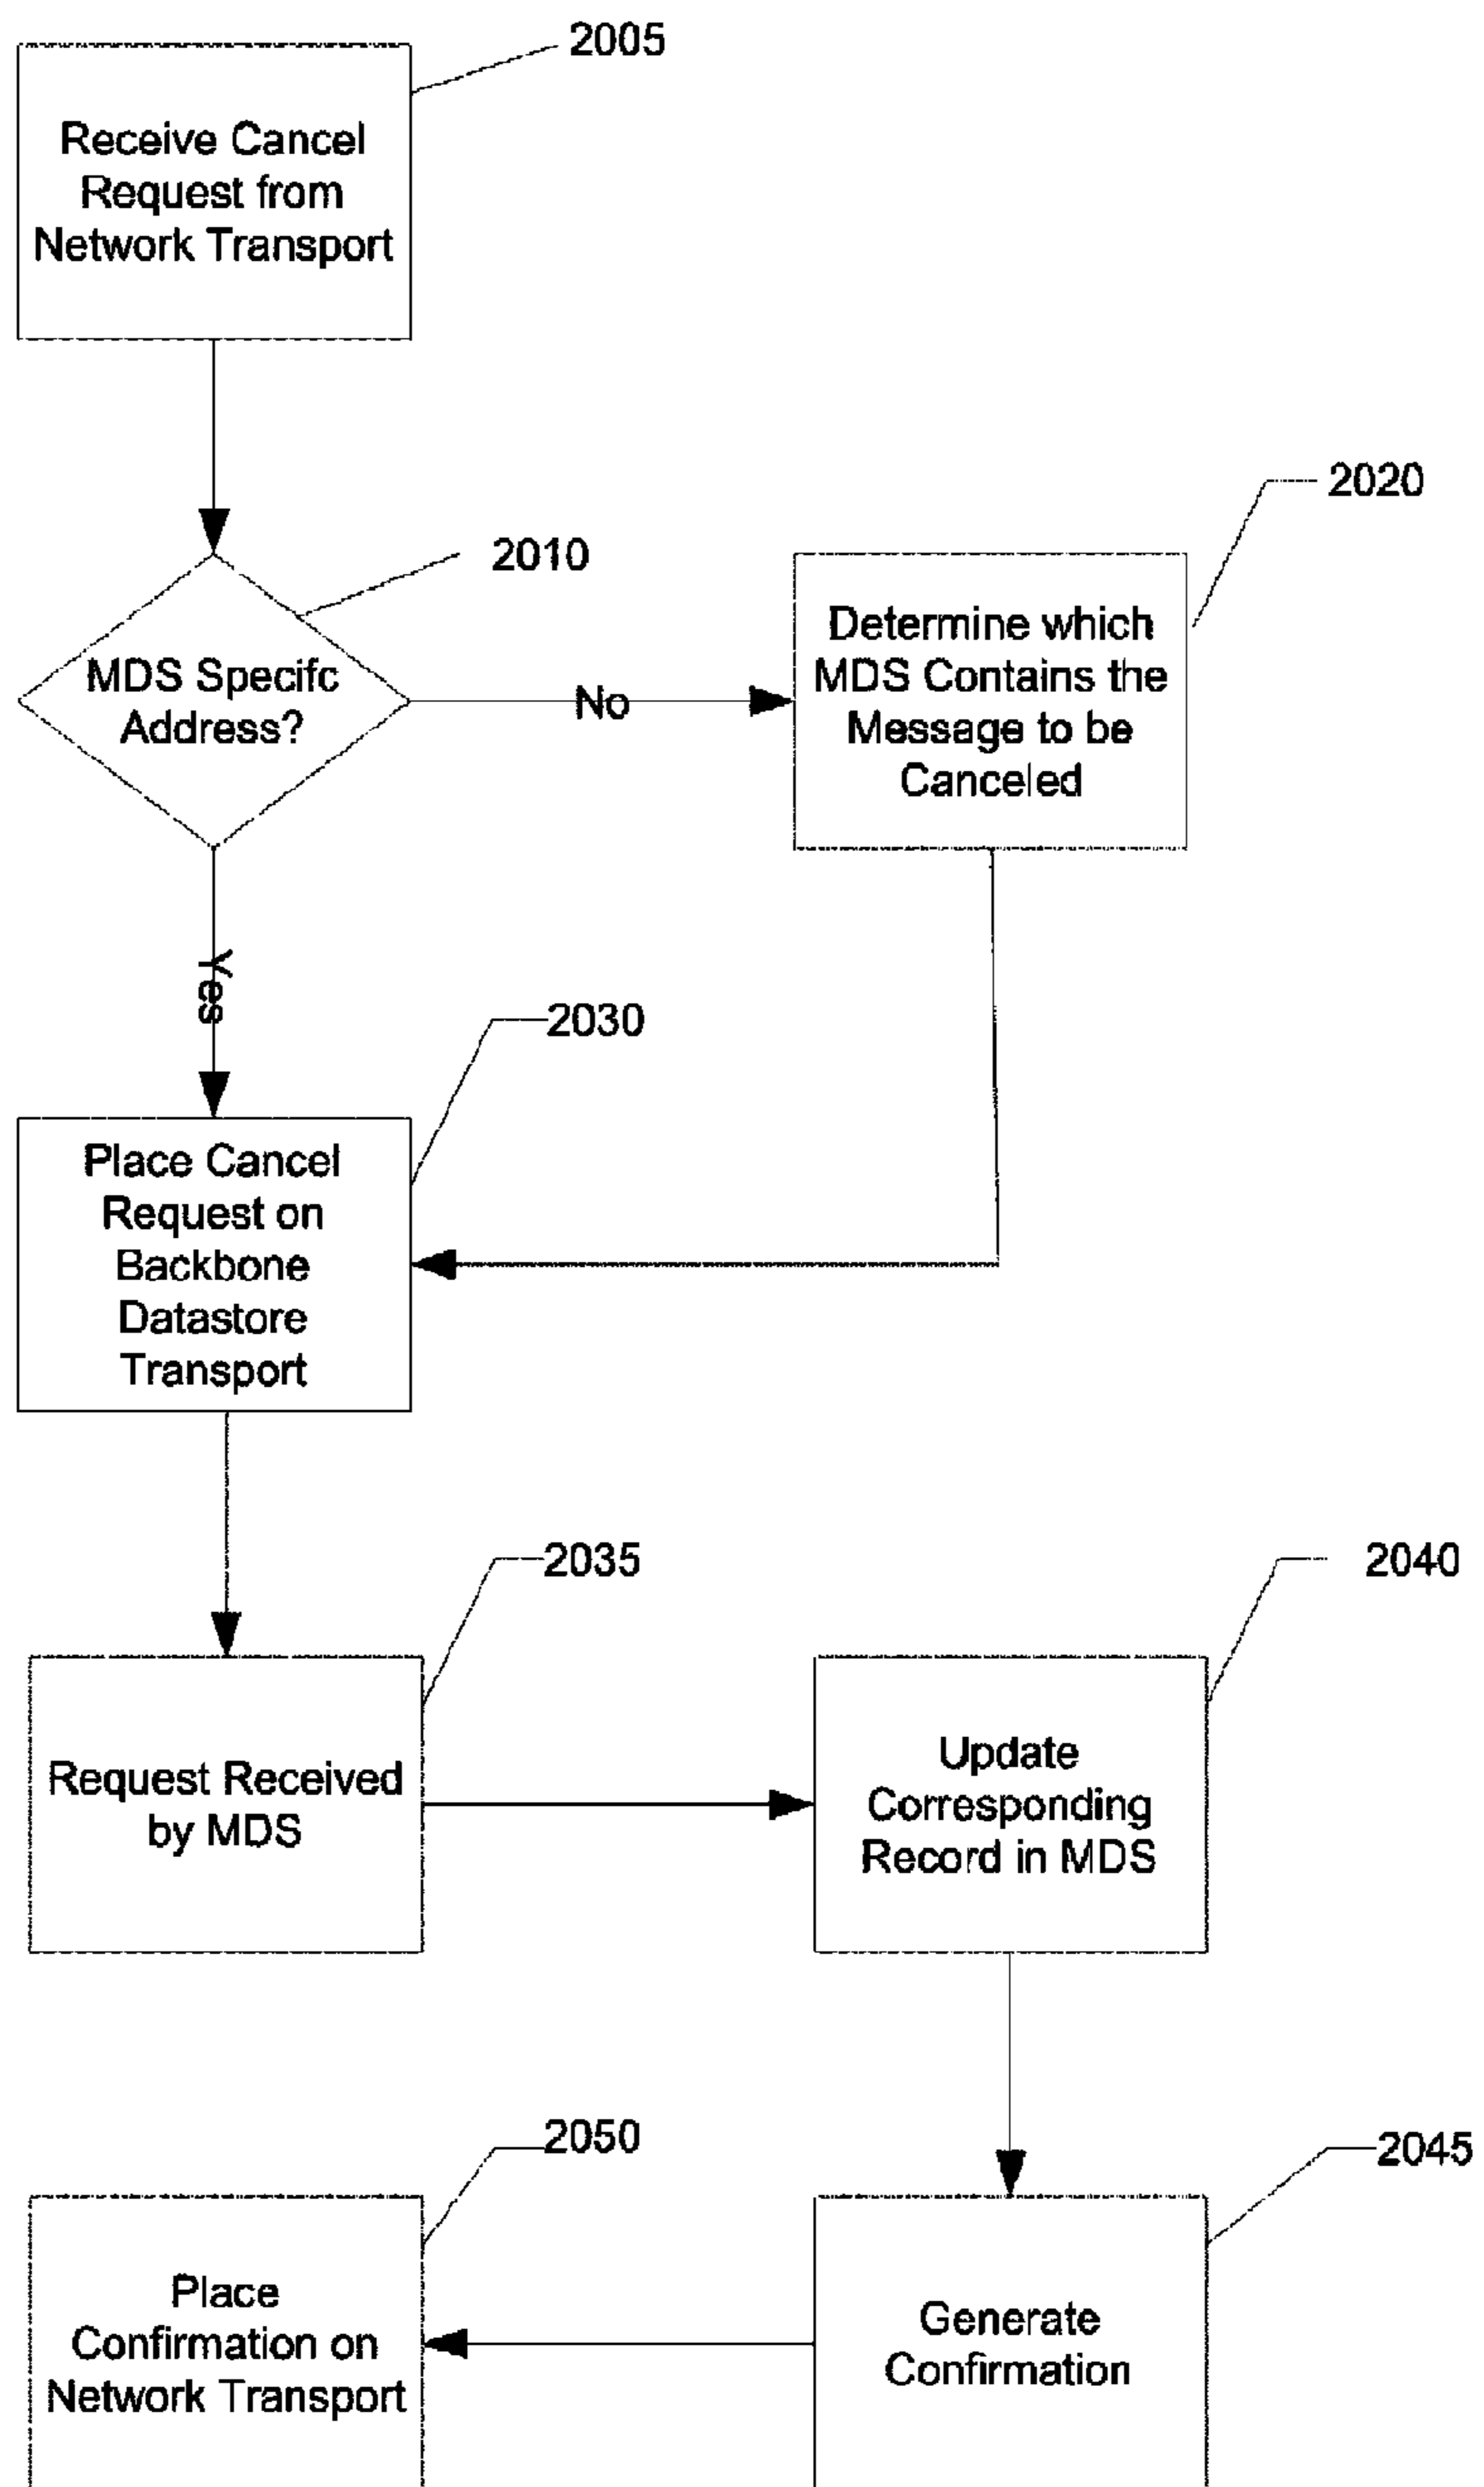 2005
Receive Cancel
Request from
Network Transport
2010
MDS Specifc
Address?
No
2020
Determine which
MDS Contains the
Message to be
Canceled
Yes
2030
Place Cancel
Request on
Backbone
Datastore
Transport
2035
Request Received
by MDS
2040
Update
Corresponding
Record in MDS
2050
Place
Confirmation on
Network Transport
2045
Generate
Confirmation